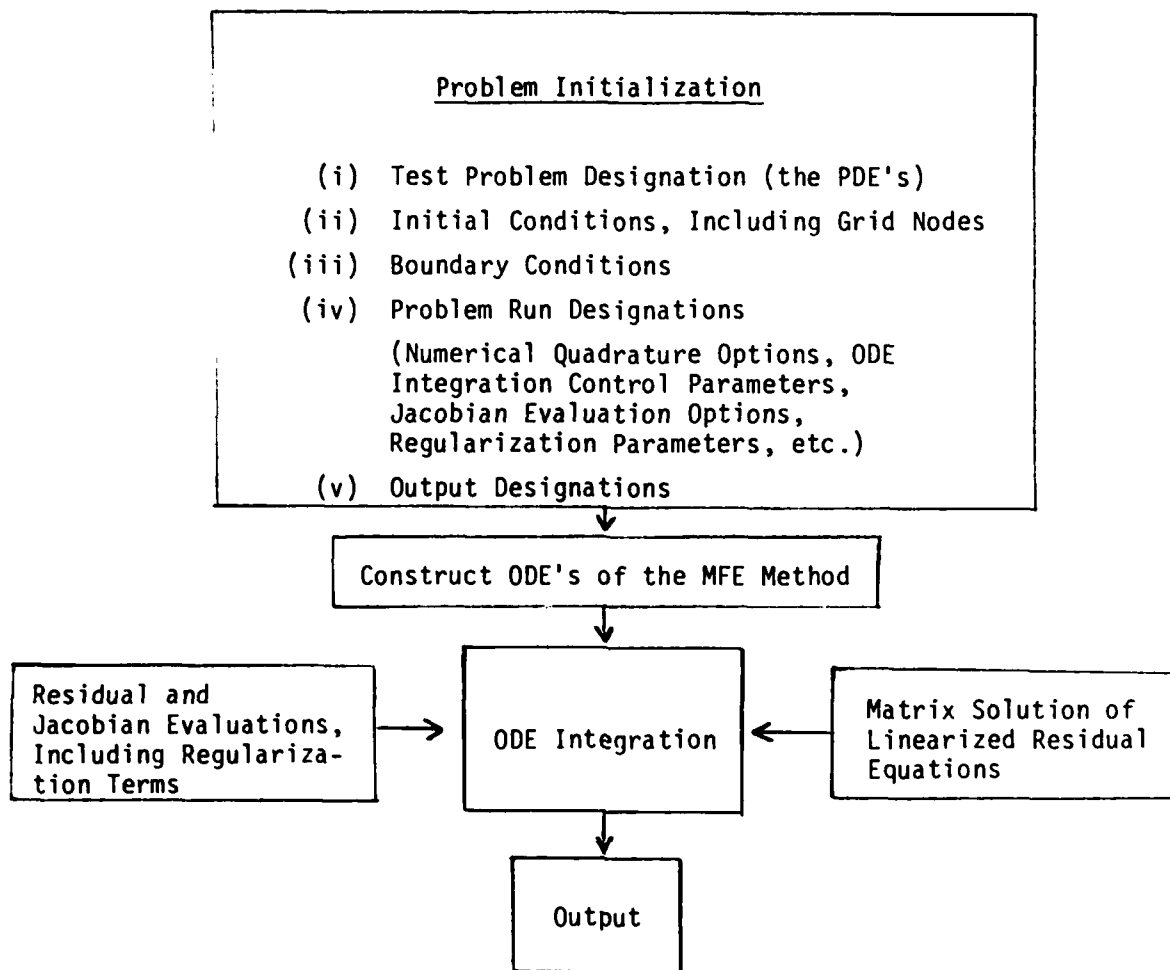 Problem Initialization
(i) Test Problem Designation (the PDE's)
(ii) Initial Conditions, Including Grid Nodes
(iii) Boundary Conditions
(iv) Problem Run Designations
(Numerical Quadrature Options, ODE
Integration Control Parameters,
Jacobian Evaluation Options,
Regularization Parameters, etc.)
(v) Output Designations
Construct ODE's of the MFE Method
Residual and
Jacobian Evaluations,
Including Regulariza-
tion Terms
ODE Integration
Matrix Solution of
Linearized Residual
Equations
Output